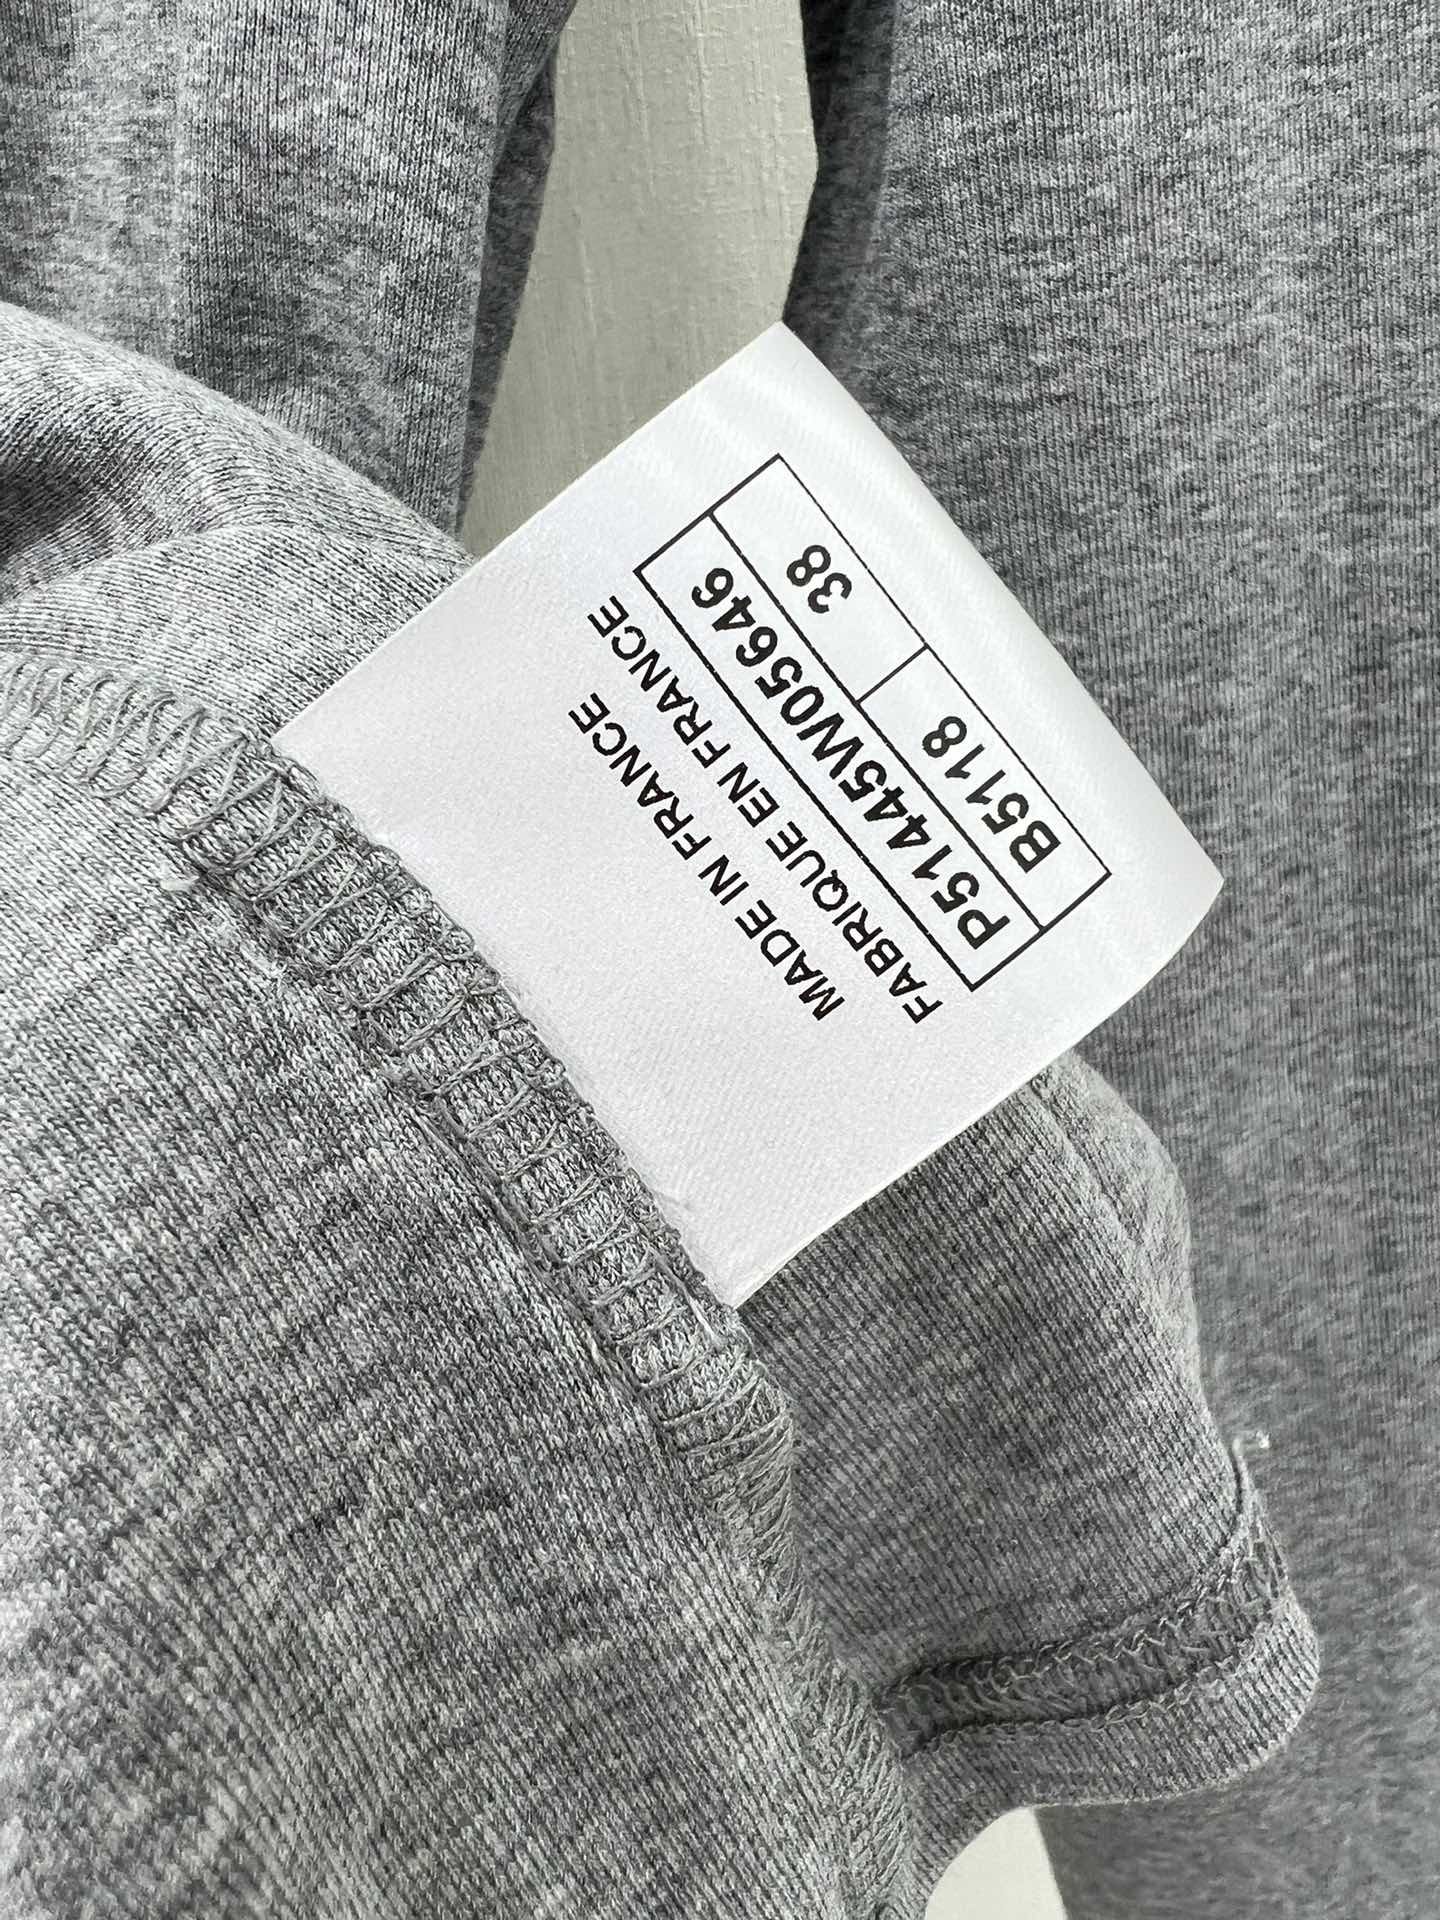 MADE IN FRANCE
FABRIQUE EN FRANCE
P51445W05646
B5118 38